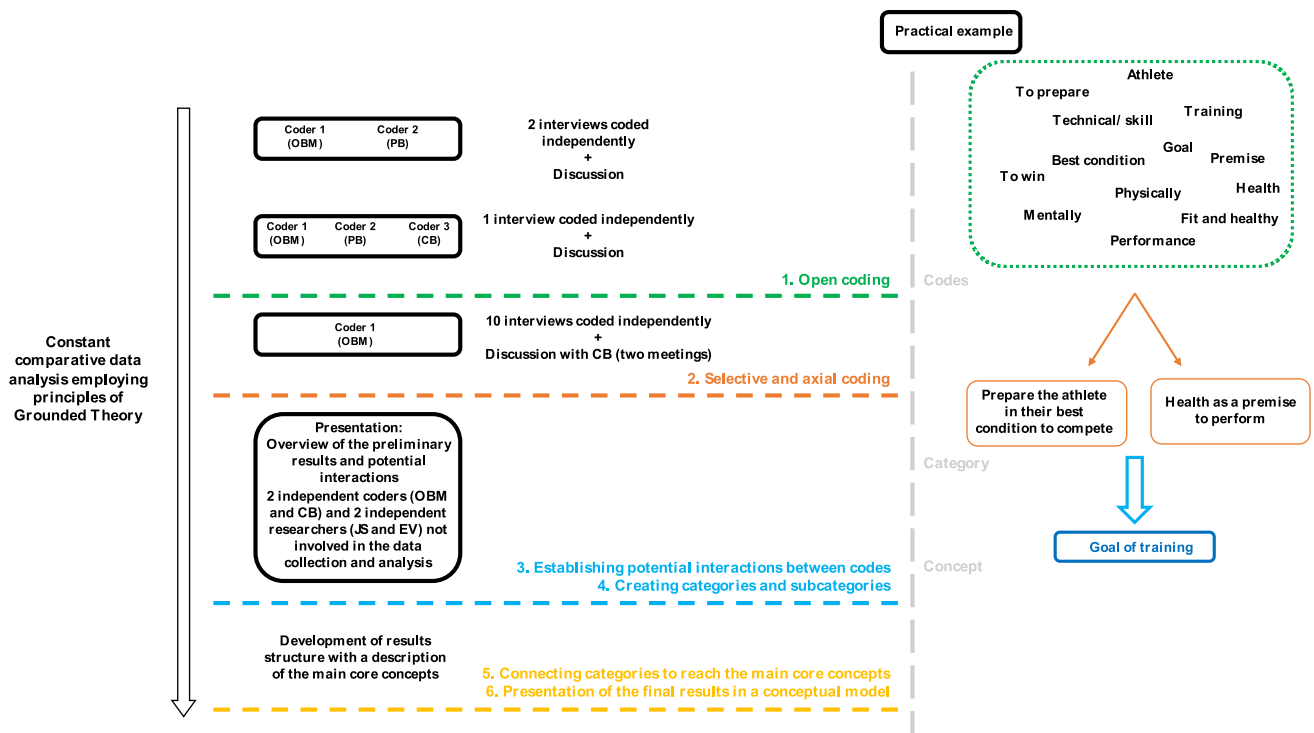 Practical example
Constant
comparative data
analysis employing
principles of
Grounded Theory
Coder 1
(OBM)
Coder 2
(PB)
2 interviews coded
independently
+
Discussion
Coder 1
(OBM)
Coder 2
(PB)
Coder 3
(CB)
1 interview coded independently
+
Discussion
1. Open coding
Coder 1
(OBM)
10 interviews coded independently
+
Discussion with CB (two meetings)
2. Selective and axial coding
Presentation:
Overview of the preliminary
results and potential
interactions
2 independent coders (OBM
and CB) and 2 independent
researchers (JS and EV) not
involved in the data
collection and analysis
3. Establishing potential interactions between codes
4. Creating categories and subcategories
Development of results
structure with a description
of the main core concepts
5. Connecting categories to reach the main core concepts
6. Presentation of the final results in a conceptual model
Codes
Category
Concept
Athlete
To prepare
Training
Technical/ skill
Goal
Best condition
Premise
To win
Physically
Health
Mentally
Fit and healthy
Performance
Prepare the athlete
in their best
condition to compete
Health as a premise
to perform
Goal of training